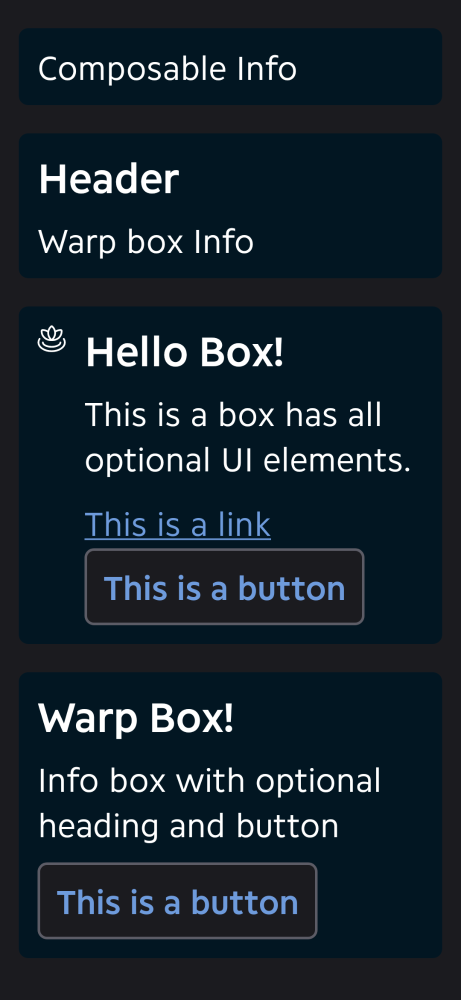 Composable Info
Header
Warp box Info
Hello Box!
This is a box has all
optional UI elements.
This is a link
This is a button
Warp Box!
Info box with optional
heading and button
This is a button